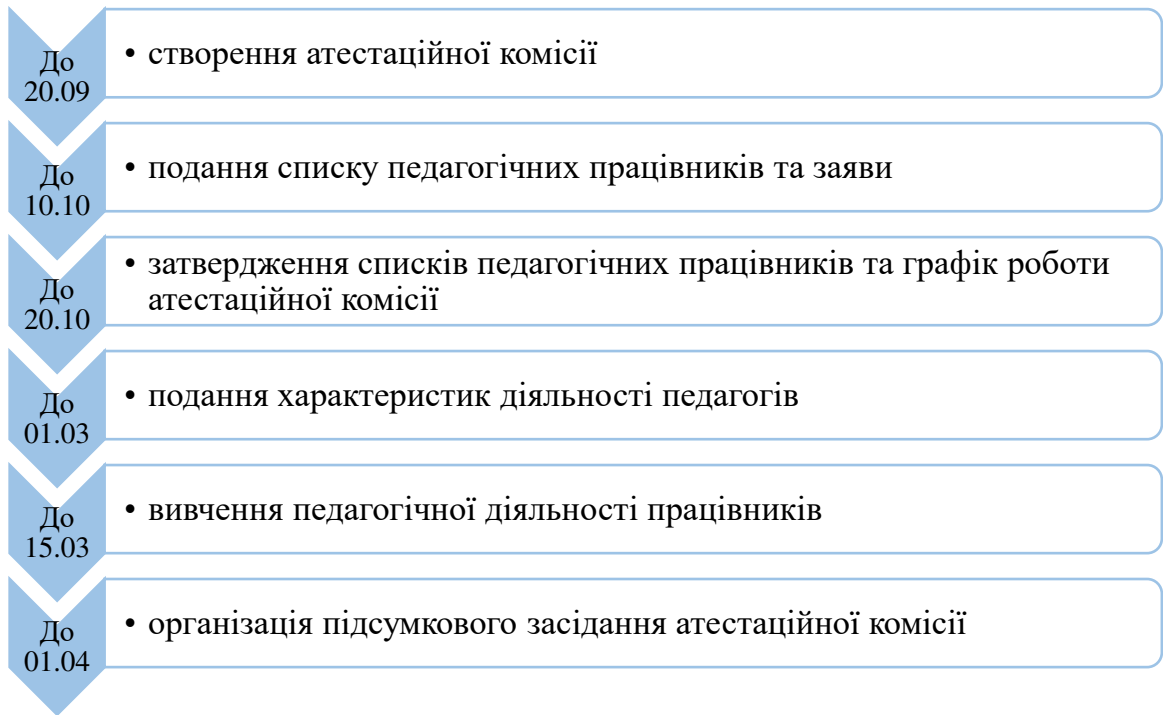 До
20.09
• створення атестаційної комісії
До
10.10
• подання списку педагогічних працівників та заяви
До
20.10
• затвердження списків педагогічних працівників та графік роботи
атестаційної комісії
До
01.03
• подання характеристик діяльності педагогів
До
15.03
• вивчення педагогічної діяльності працівників
До
01.04
• організація підсумкового засідання атестаційної комісії